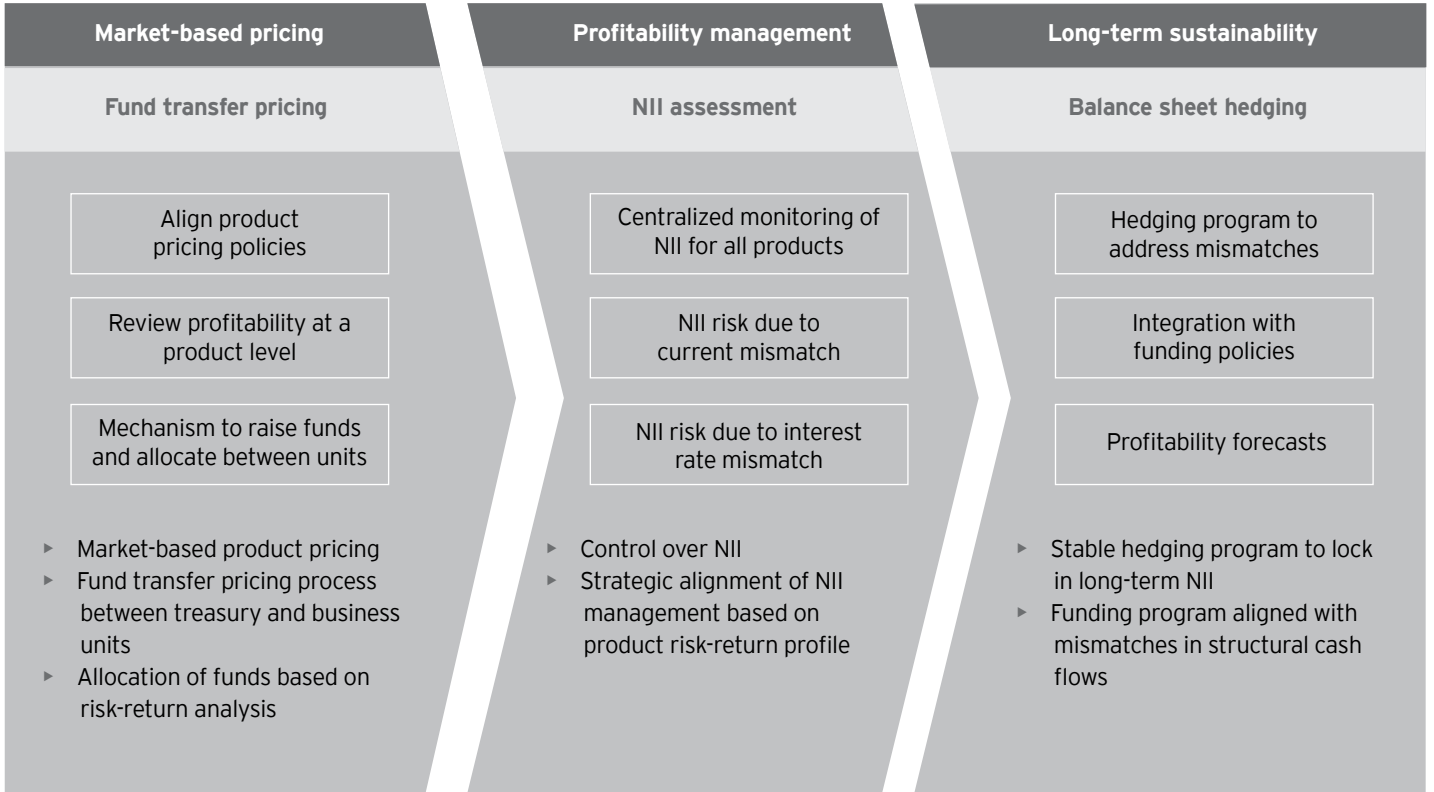 Market-based pricing
Fund transfer pricing
Align product
pricing policies
Review profitability at a
product level
Mechanism to raise funds
and allocate between units
▸ Market-based product pricing
▸ Fund transfer pricing process
between treasury and business
units
▸ Allocation of funds based on
risk-return analysis
Profitability management
NII assessment
Centralized monitoring of
NII for all products
NII risk due to
current mismatch
NII risk due to interest
rate mismatch
▸ Control over NII
▸ Strategic alignment of NII
management based on
product risk-return profile
Long-term sustainability
Balance sheet hedging
Hedging program to
address mismatches
Integration with
funding policies
Profitability forecasts
▸ Stable hedging program to lock
in long-term NII
▸ Funding program aligned with
mismatches in structural cash
flows